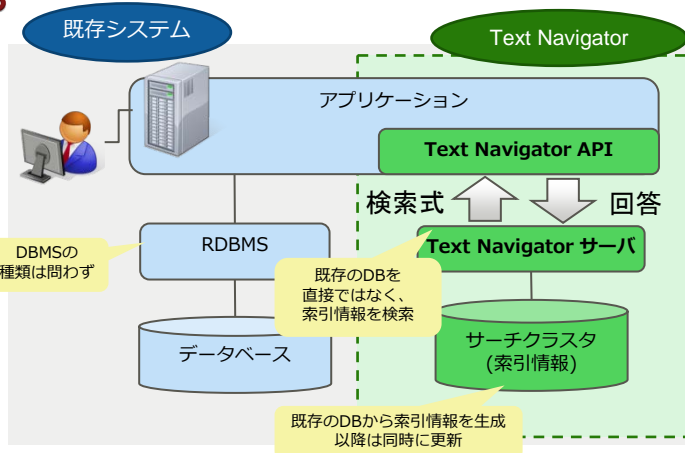 既存システム
Text Navigator
アプリケーション
Text Navigator API
検索式
回答
DBMSの
種類は問わず
RDBMS
Text Navigator サーバ
既存のDBを
直接ではなく、
索引情報を検索
データベース
サーチクラスタ
(索引情報)
既存のDBから索引情報を生成
以降は同時に更新